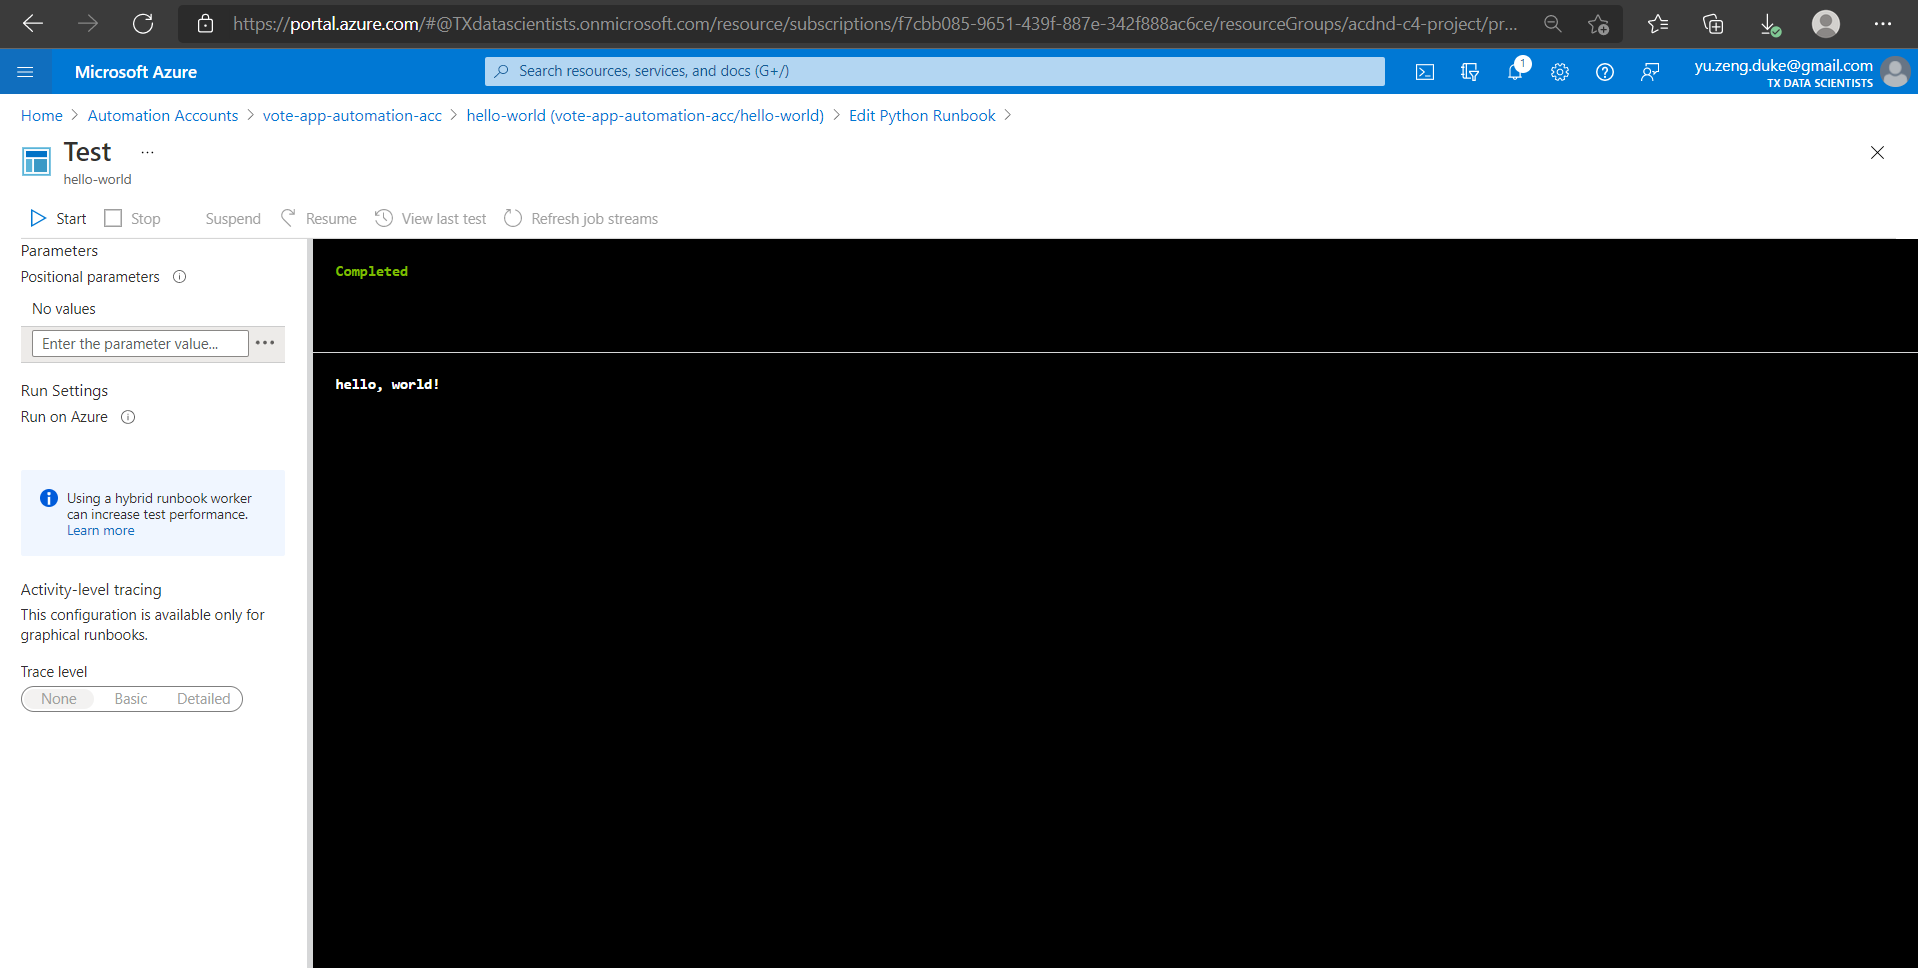 https://portal.azure.com/#@TXdatascientists.onmicrosoft.com/resource/subscriptions/f7cbb085-9651-439f-887e-342f888ac6ce/resourceGroups/acdnd-c4-project/pr...
Microsoft Azure
Search resources, services, and docs (G+/)
1
yu.zeng.duke@gmail.com
TX DATA SCIENTISTS
Home > Automation Accounts > vote-app-automation-acc > hello-world (vote-app-automation-acc/hello-world) > Edit Python Runbook >
Test ...
hello-world
Start Stop Suspend Resume View last test Refresh job streams
Parameters
Positional parameters
No values
Enter the parameter value...
Run Settings
Run on Azure
Using a hybrid runbook worker
can increase test performance.
Learn more
Activity-level tracing
This configuration is available only for
graphical runbooks.
Trace level
None Basic Detailed
Completed
hello, world!